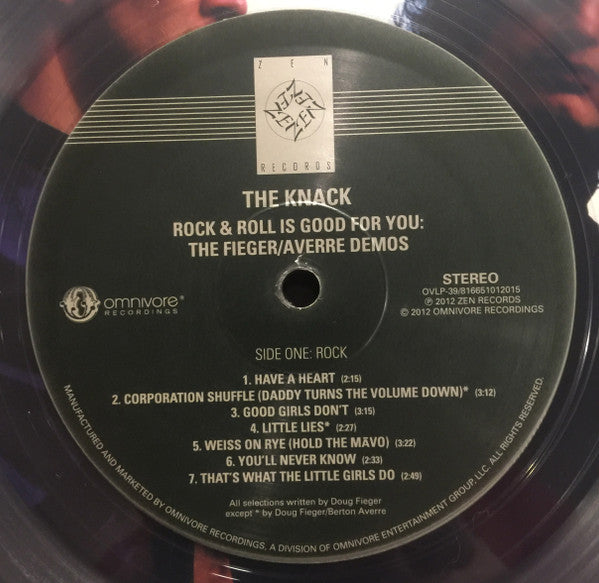 ZEN
RECORDS
THE KNACK
ROCK & ROLL IS GOOD FOR YOU:
THE FIEGER/AVERRE DEMOS
omnivore®
RECORDINGS
STEREO
OVLP-39/816651012015
℗ 2012 ZEN RECORDS
© 2012 OMNIVORE RECORDINGS
SIDE ONE: ROCK
1. HAVE A HEART (2:15)
2. CORPORATION SHUFFLE (DADDY TURNS THE VOLUME DOWN)* (3:12)
3. GOOD GIRLS DON'T (3:15)
4. LITTLE LIES* (2:27)
5. WEISS ON RYE (HOLD THE MAVO) (3:22)
6. YOU'LL NEVER KNOW (2:33)
7. THAT'S WHAT THE LITTLE GIRLS DO (2:49)
All selections written by Doug Fieger
except * by Doug Fieger/Berton Averre
MANUFACTURED AND MARKETED BY OMNIVORE RECORDINGS, A DIVISION OF OMNIVORE ENTERTAINMENT GROUP, LLC. ALL RIGHTS RESERVED.